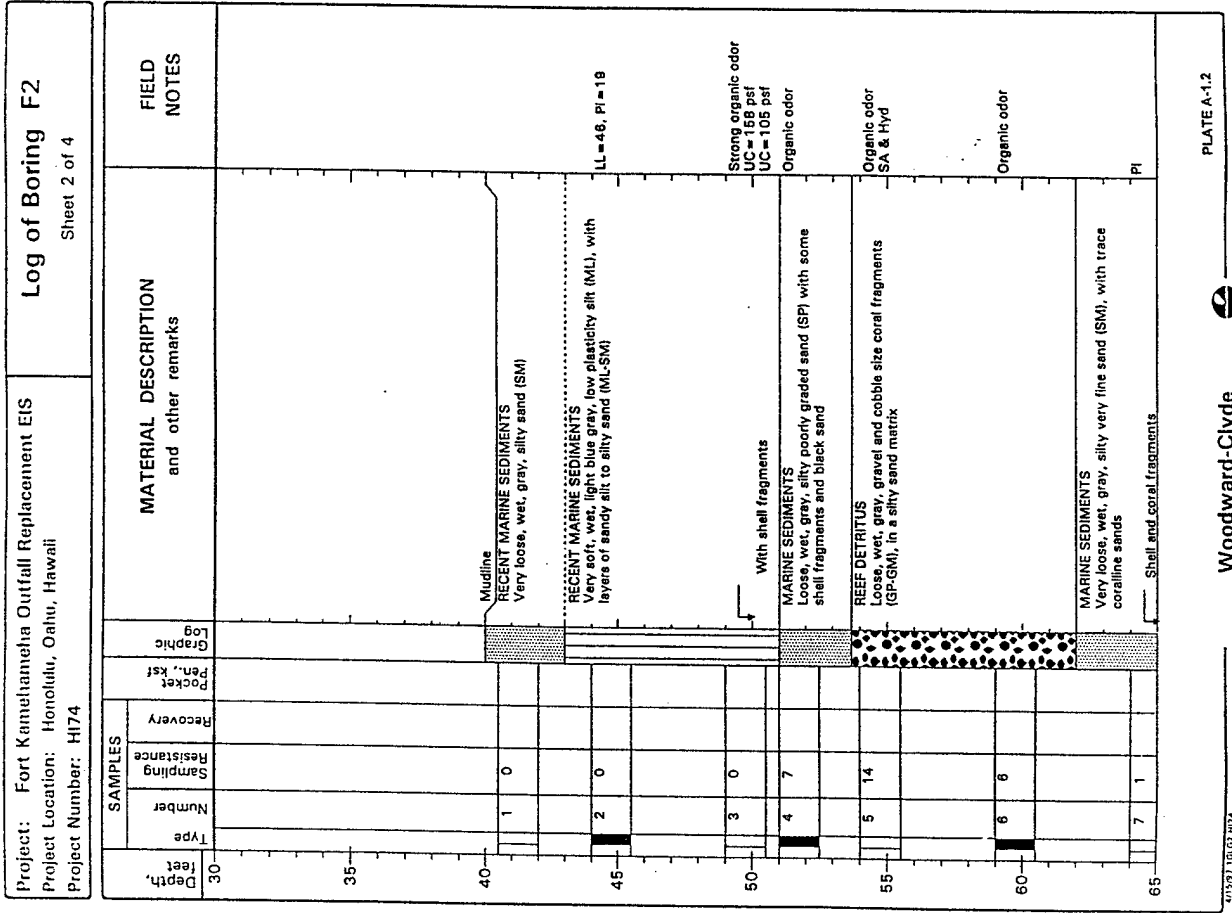 Project: Fort Kamehameha Outfall Replacement EIS
Project Location: Honolulu, Oahu, Hawaii
Project Number: HI74
Log of Boring F2
Sheet 2 of 4
Depth, feet
SAMPLES
Type
Number
Sampling Resistance
Recovery
Pocket Pen., ksf
Graphic Log
MATERIAL DESCRIPTION
and other remarks
FIELD
NOTES
30
35
40
Mudline
RECENT MARINE SEDIMENTS
Very loose, wet, gray, silty sand (SM)
1 0
RECENT MARINE SEDIMENTS
Very soft, wet, light blue gray, low plasticity silt (ML), with
layers of sandy silt to silty sand (ML-SM)
2 0
LL=46, PI=19
45
With shell fragments
3 0
Strong organic odor
UC=158 psf
UC=105 psf
50
MARINE SEDIMENTS
Loose, wet, gray, silty poorly graded sand (SP) with some
shell fragments and black sand
4 7
Organic odor
REEF DETRITUS
Loose, wet, gray, gravel and cobble size coral fragments
(GP-GM), in a silty sand matrix
5 14
Organic odor
SA & Hyd
55
6 6
Organic odor
60
MARINE SEDIMENTS
Very loose, wet, gray, silty very fine sand (SM), with trace
coralline sands
7 1
PI
Shell and coral fragments
65
Woodward-Clyde
PLATE A-1.2